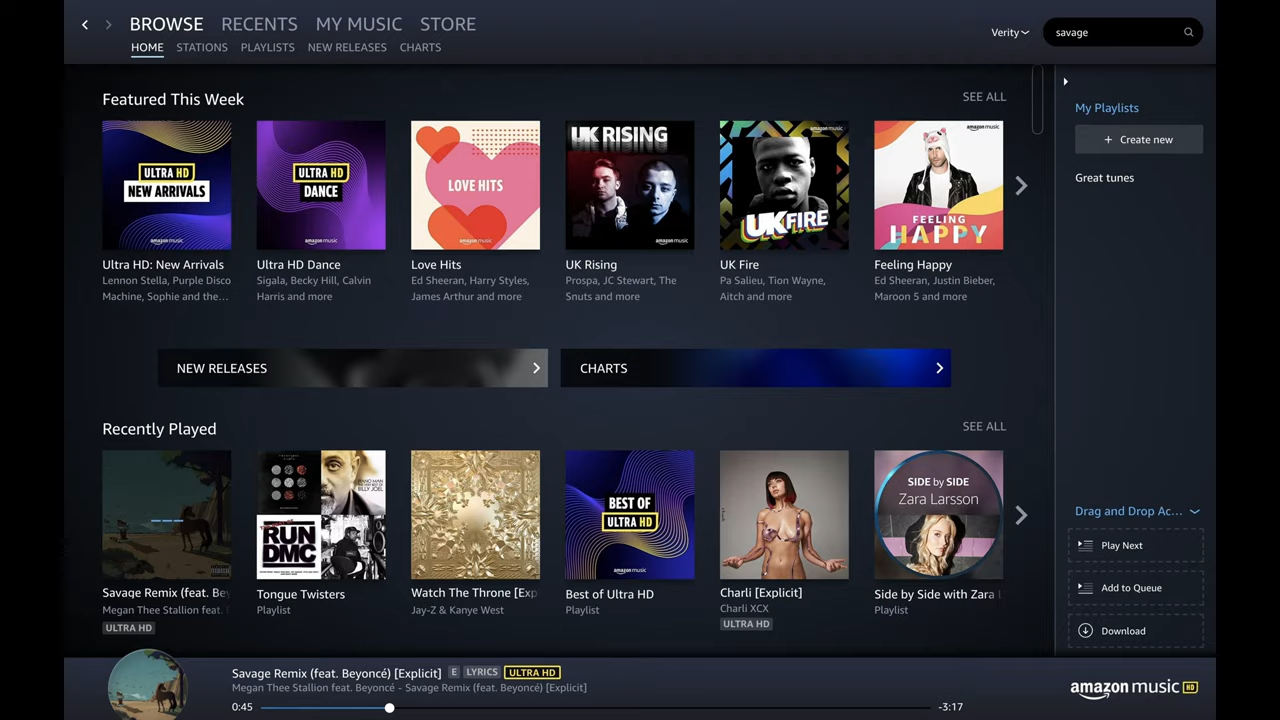 BROWSE RECENTS MY MUSIC STORE
HOME STATIONS PLAYLISTS NEW RELEASES CHARTS
Verity
savage
Featured This Week
SEE ALL
ULTRA HD
NEW ARRIVALS
amazon music
ULTRA HD
DANCE
amazon music
LOVE HITS
amazon music
UK RISING
amazon music
amazon music
UK FIRE
amazon music
FEELING
HAPPY
Ultra HD: New Arrivals
Lennon Stella, Purple Disco
Machine, Sophie and the...
Ultra HD Dance
Sigala, Becky Hill, Calvin
Harris and more
Love Hits
Ed Sheeran, Harry Styles,
James Arthur and more
UK Rising
Prospa, JC Stewart, The
Snuts and more
UK Fire
Pa Salieu, Tion Wayne,
Aitch and more
Feeling Happy
Ed Sheeran, Justin Bieber,
Maroon 5 and more
NEW RELEASES
CHARTS
Recently Played
SEE ALL
PIANO MAN
THE VERY BEST OF
BILLY JOEL
RUN
DMC
BEST OF
ULTRA HD
amazon music
SIDE by SIDE
Zara Larsson
Savage Remix (feat. Be
Megan Thee Stallion feat.
ULTRA HD
Tongue Twisters
Playlist
Watch The Throne [Exp
Jay-Z & Kanye West
Best of Ultra HD
Playlist
Charli [Explicit]
Charli XCX
ULTRA HD
Side by Side with Zara L
Playlist
My Playlists
+ Create new
Great tunes
Drag and Drop Ac...
Play Next
Add to Queue
Download
Savage Remix (feat. Beyoncé) [Explicit] E LYRICS ULTRA HD
Megan Thee Stallion feat. Beyoncé - Savage Remix (feat. Beyoncé) [Explicit]
0:45
-3:17
amazon music HD